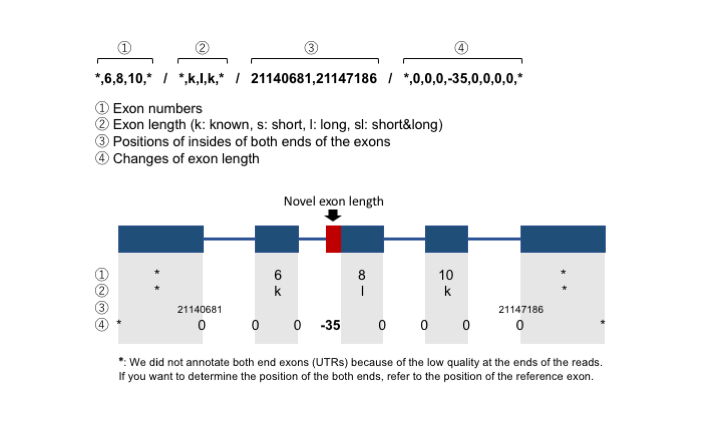 ① ② ③ ④
*,6,8,10,* / *,k,l,k,* / 21140681,21147186 / *,0,0,0,-35,0,0,0,0,*
① Exon numbers
② Exon length (k: known, s: short, l: long, sl: short&long)
③ Positions of insides of both ends of the exons
④ Changes of exon length
Novel exon length
① * 6 8 10 *
② * k l k *
③ 21140681 21147186
④ * 0 0 0 -35 0 0 0 0 *
*: We did not annotate both end exons (UTRs) because of the low quality at the ends of the reads.
If you want to determine the position of the both ends, refer to the position of the reference exon.